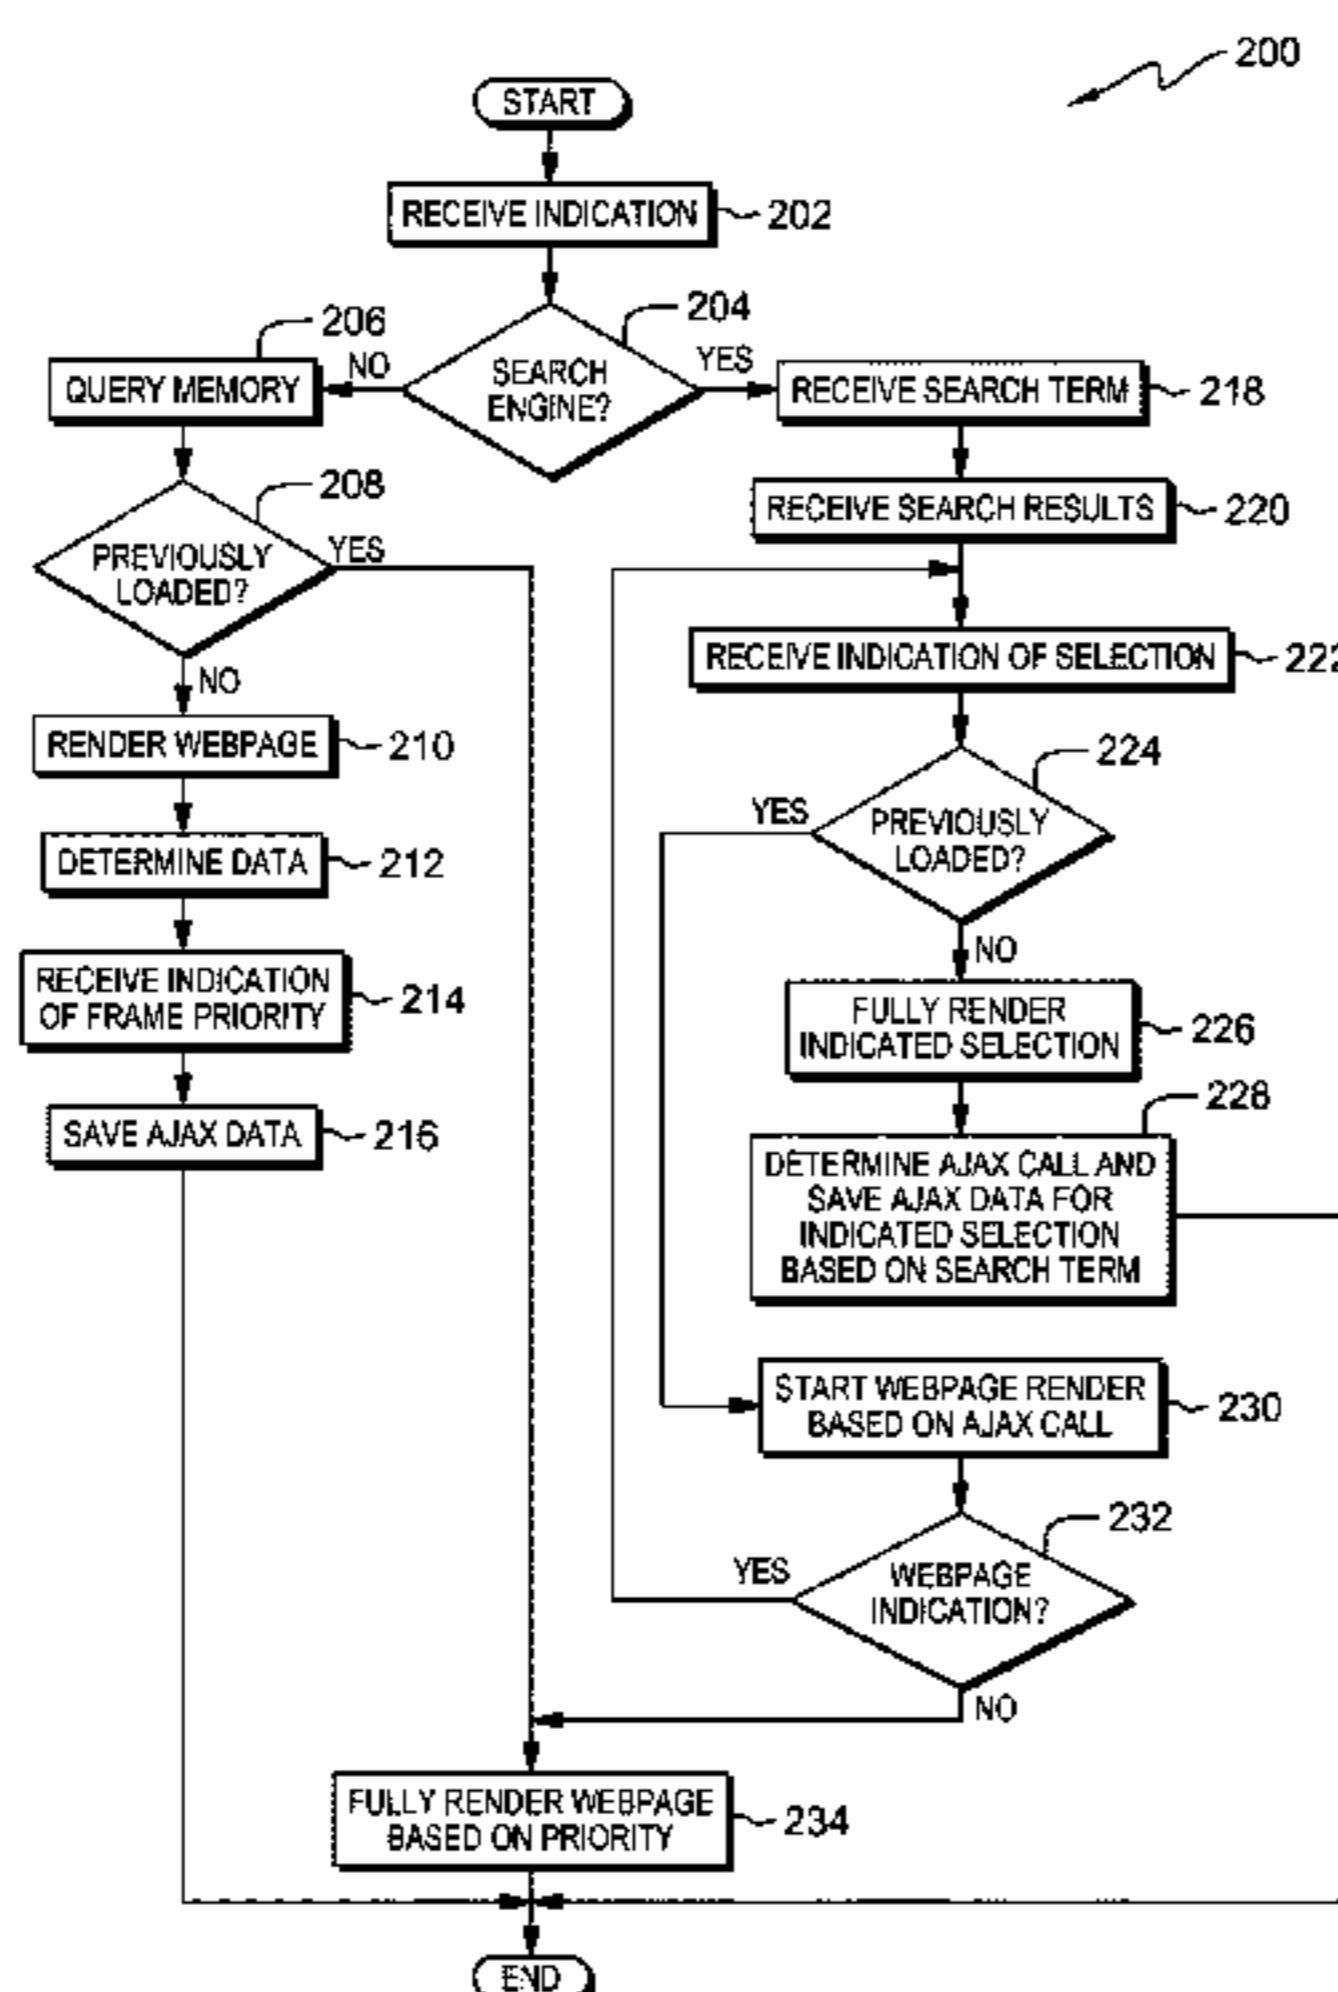 200
START
RECEIVE INDICATION
202
204
206
NO
YES
QUERY MEMORY
SEARCH
ENGINE?
RECEIVE SEARCH TERM
218
208
RECEIVE SEARCH RESULTS
220
PREVIOUSLY
LOADED?
YES
NO
RECEIVE INDICATION OF SELECTION
222
RENDER WEBPAGE
210
224
YES
PREVIOUSLY
LOADED?
DETERMINE DATA
212
NO
RECEIVE INDICATION
OF FRAME PRIORITY
214
FULLY RENDER
INDICATED SELECTION
226
228
SAVE AJAX DATA
216
DETERMINE AJAX CALL AND
SAVE AJAX DATA FOR
INDICATED SELECTION
BASED ON SEARCH TERM
START WEBPAGE RENDER
BASED ON AJAX CALL
230
232
YES
WEBPAGE
INDICATION?
NO
FULLY RENDER WEBPAGE
BASED ON PRIORITY
234
END